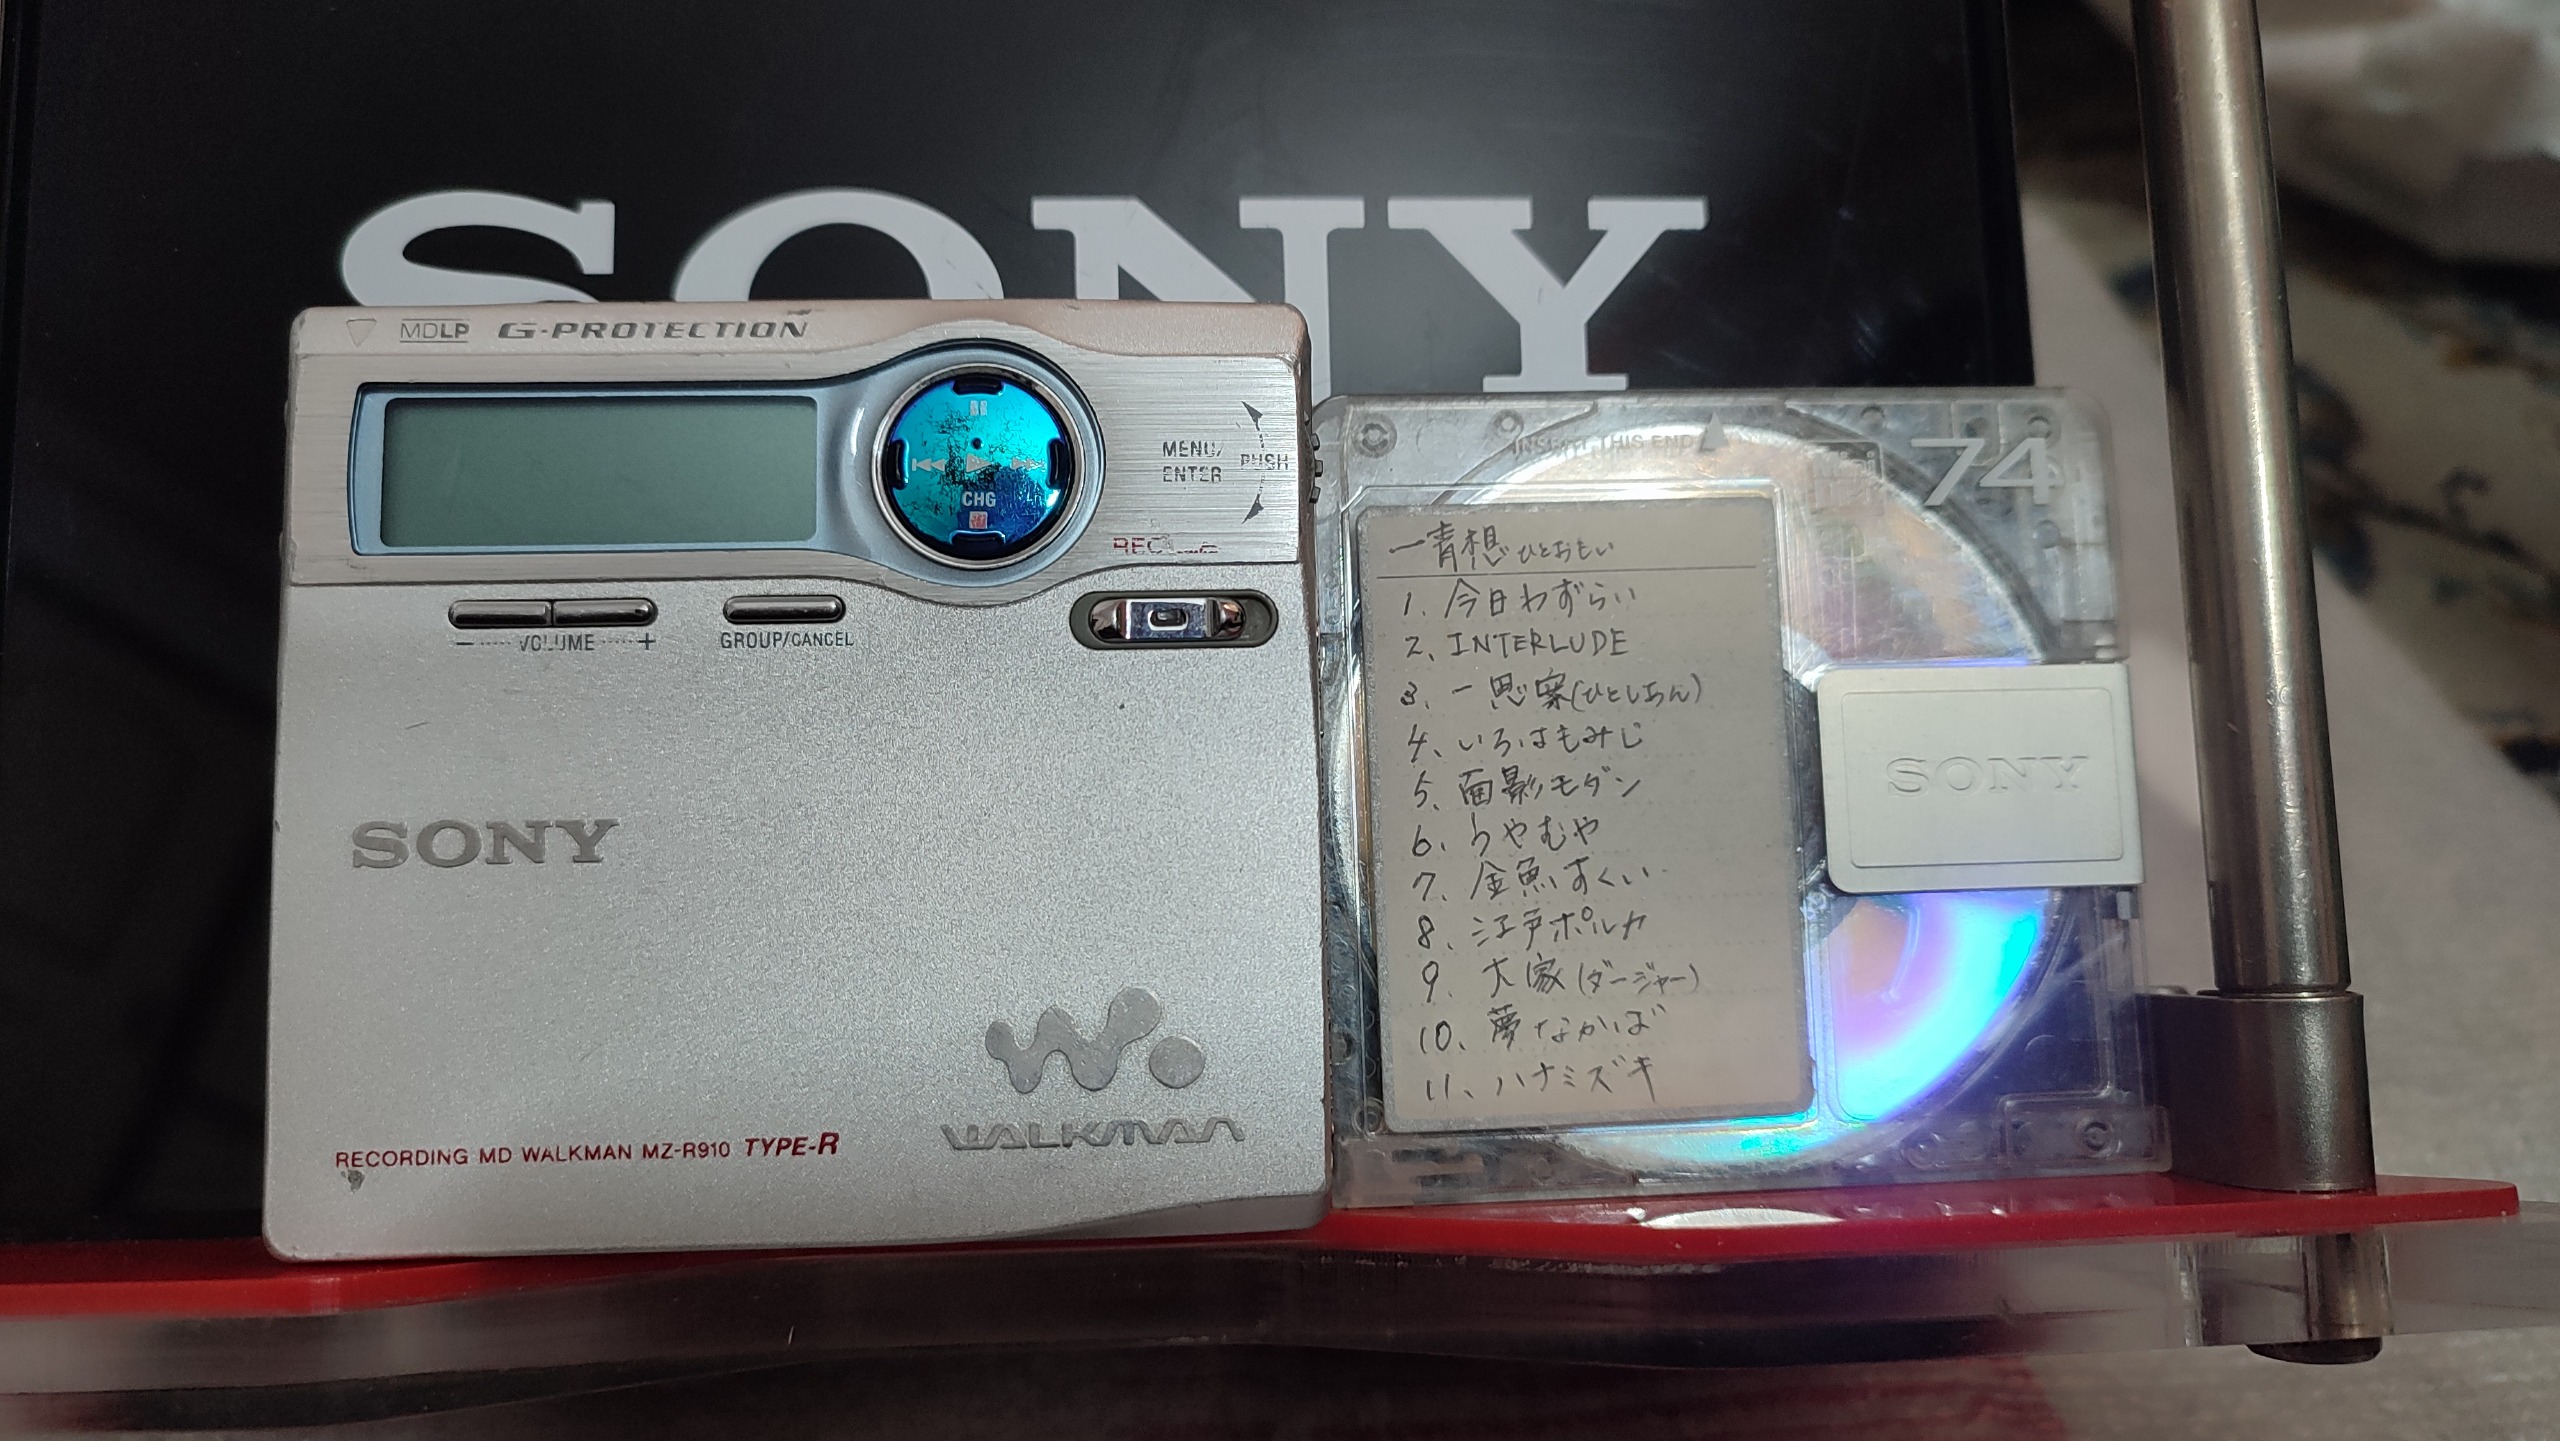 SONY
MDLP G-PROTECTION
MENU/
ENTER
PUSH
CHG
REC
− VOLUME +
GROUP/CANCEL
SONY
WALKMAN
RECORDING MD WALKMAN MZ-R910 TYPE-R
INSERT THIS END
74
SONY
一青想 ひとおもい
1. 今日わずらい
2. INTERLUDE
3. 一思案(ひとしあん)
4. いろはもみじ
5. 面影モダン
6. うやむや
7. 金魚すくい
8. 江戸ポルカ
9. 大家(ダージャー)
10. 夢なかば
11. ハナミズキ